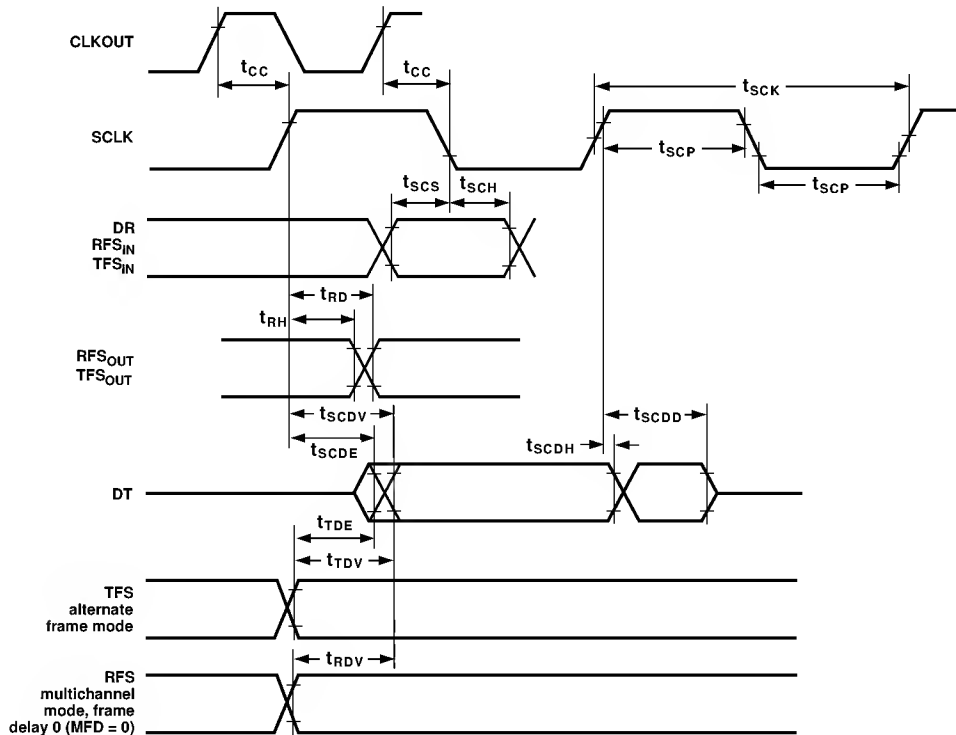 CLKOUT
tCC
tCC
tSCK
SCLK
tSCP
tSCP
tSCS
tSCH
DR
RFSIN
TFSIN
tRD
tRH
RFSOUT
TFSOUT
tSCDV
tSCDD
tSCDE
tSCDH
DT
tTDE
tTDV
TFS
alternate
frame mode
tRDV
RFS
multichannel
mode, frame
delay 0 (MFD = 0)